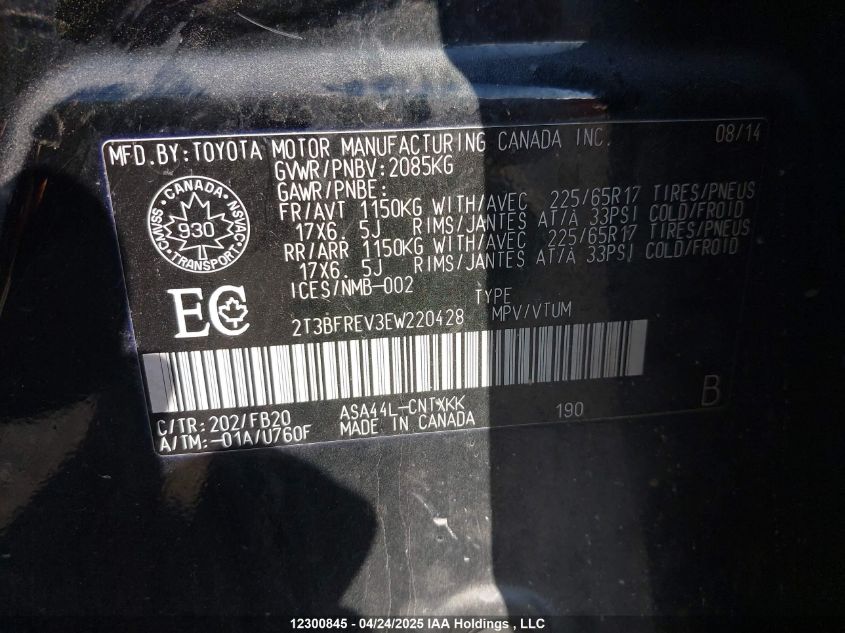 MFD.BY:TOYOTA MOTOR MANUFACTURING CANADA INC. 08/14
GVWR/PNBV:2085KG
GAWR/PNBE:
FR/AVT 1150KG WITH/AVEC 225/65R17 TIRES/PNEUS
17X6.5J RIMS/JANTES AT/À 33PSI COLD/FROID
RR/ARR 1150KG WITH/AVEC 225/65R17 TIRES/PNEUS
17X6.5J RIMS/JANTES AT/À 33PSI COLD/FROID
ICES/NMB-002
CANADA
CMVSS 930 NSVAC
TRANSPORT
EC
TYPE
2T3BFREV3EW220428 MPV/VTUM
C/TR:202/FB20 ASA44L-CNTXKK 190 B
A/TM:-01A/U760F MADE IN CANADA
12300845 - 04/24/2025 IAA Holdings , LLC